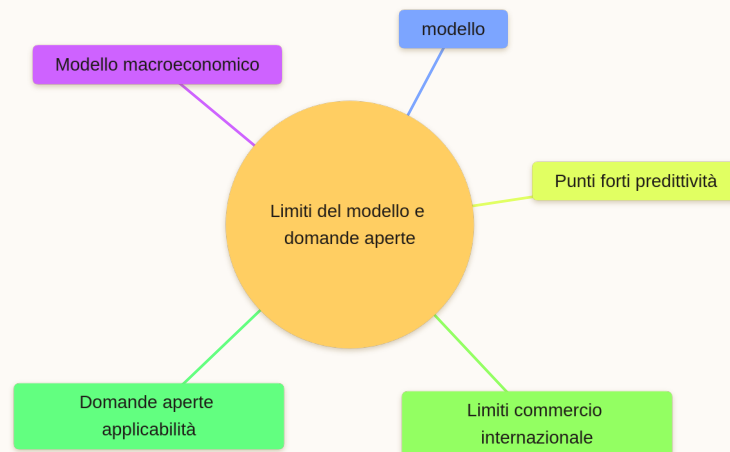 modello
Modello macroeconomico
Punti forti predittività
Limiti del modello e
domande aperte
Domande aperte
applicabilità
Limiti commercio
internazionale